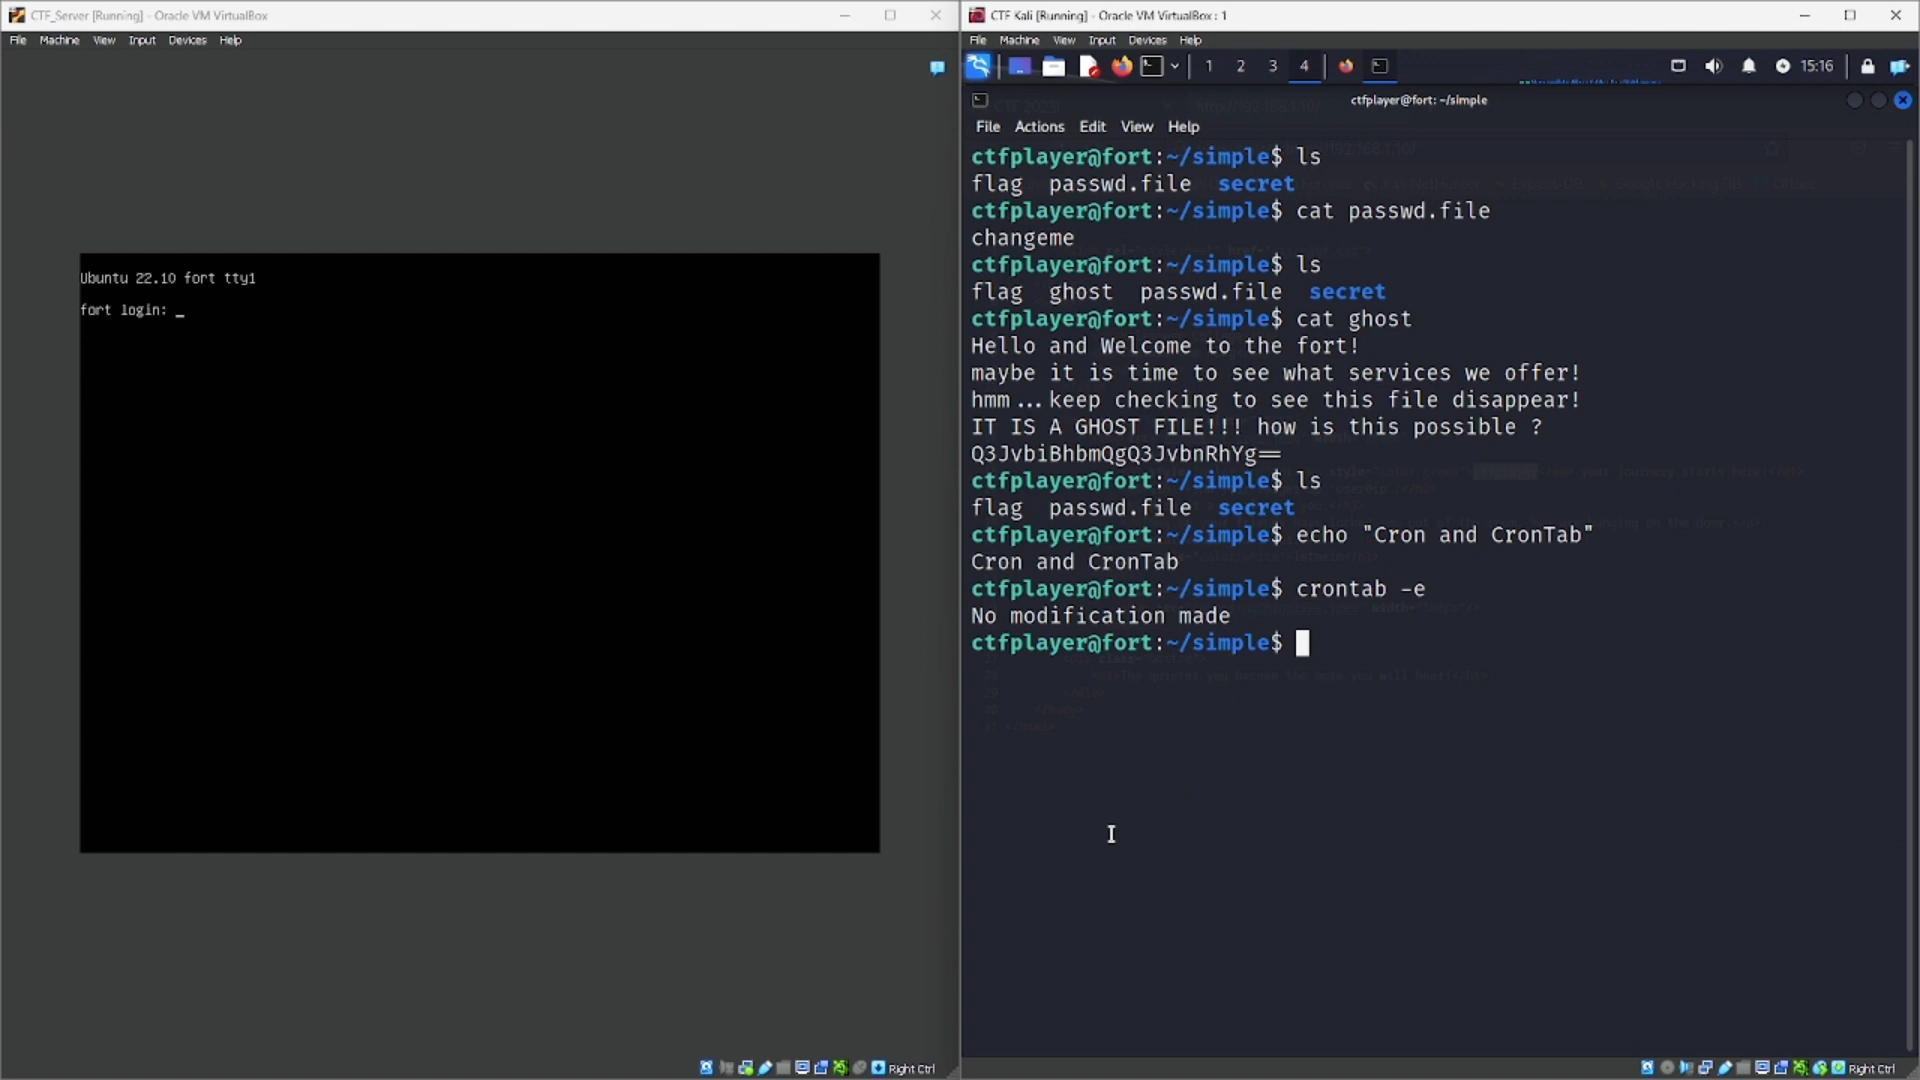 CTF_Server [Running] - Oracle VM VirtualBox
File Machine View Input Devices Help
Ubuntu 22.10 fort tty1
fort login: _
Right Ctrl
CTF Kali [Running] - Oracle VM VirtualBox : 1
File Machine View Input Devices Help
1 2 3 4
15:16
ctfplayer@fort: ~/simple
File Actions Edit View Help
ctfplayer@fort:~/simple$ ls
flag passwd.file secret
ctfplayer@fort:~/simple$ cat passwd.file
changeme
ctfplayer@fort:~/simple$ ls
flag ghost passwd.file secret
ctfplayer@fort:~/simple$ cat ghost
Hello and Welcome to the fort!
maybe it is time to see what services we offer!
hmm...keep checking to see this file disappear!
IT IS A GHOST FILE!!! how is this possible ?
Q3JvbiBhbmQgQ3JvbnRhYg==
ctfplayer@fort:~/simple$ ls
flag passwd.file secret
ctfplayer@fort:~/simple$ echo "Cron and CronTab"
Cron and CronTab
ctfplayer@fort:~/simple$ crontab -e
No modification made
ctfplayer@fort:~/simple$
Right Ctrl